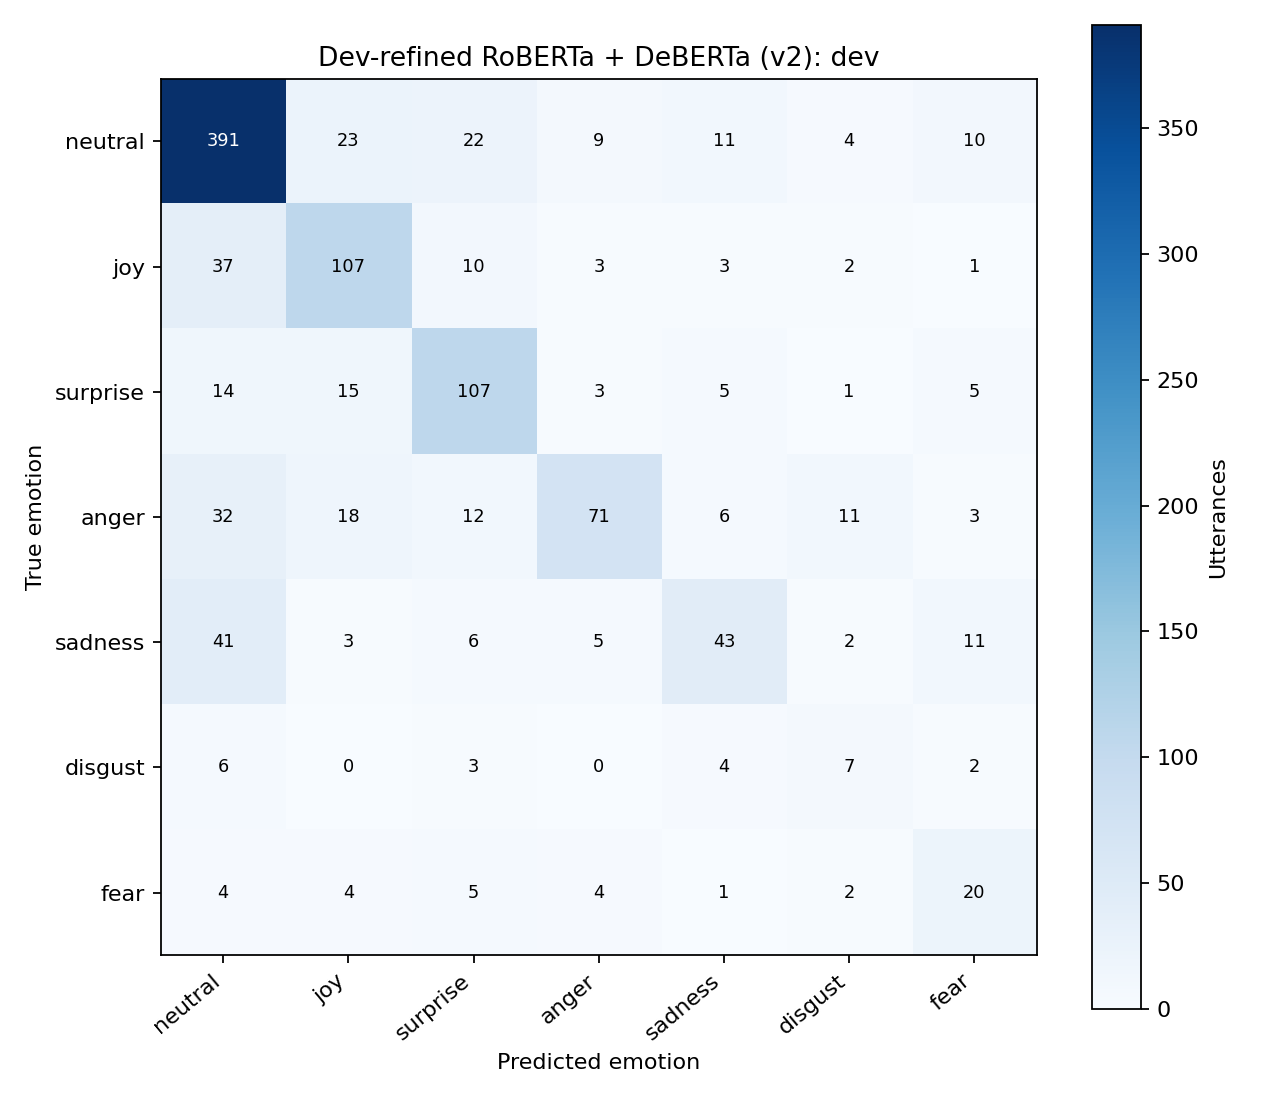 Dev-refined RoBERTa + DeBERTa (v2): dev
True emotion
neutral 391 23 22 9 11 4 10
joy 37 107 10 3 3 2 1
surprise 14 15 107 3 5 1 5
anger 32 18 12 71 6 11 3
sadness 41 3 6 5 43 2 11
disgust 6 0 3 0 4 7 2
fear 4 4 5 4 1 2 20
neutral joy surprise anger sadness disgust fear
Predicted emotion
350
300
250
200
150
100
50
0
Utterances